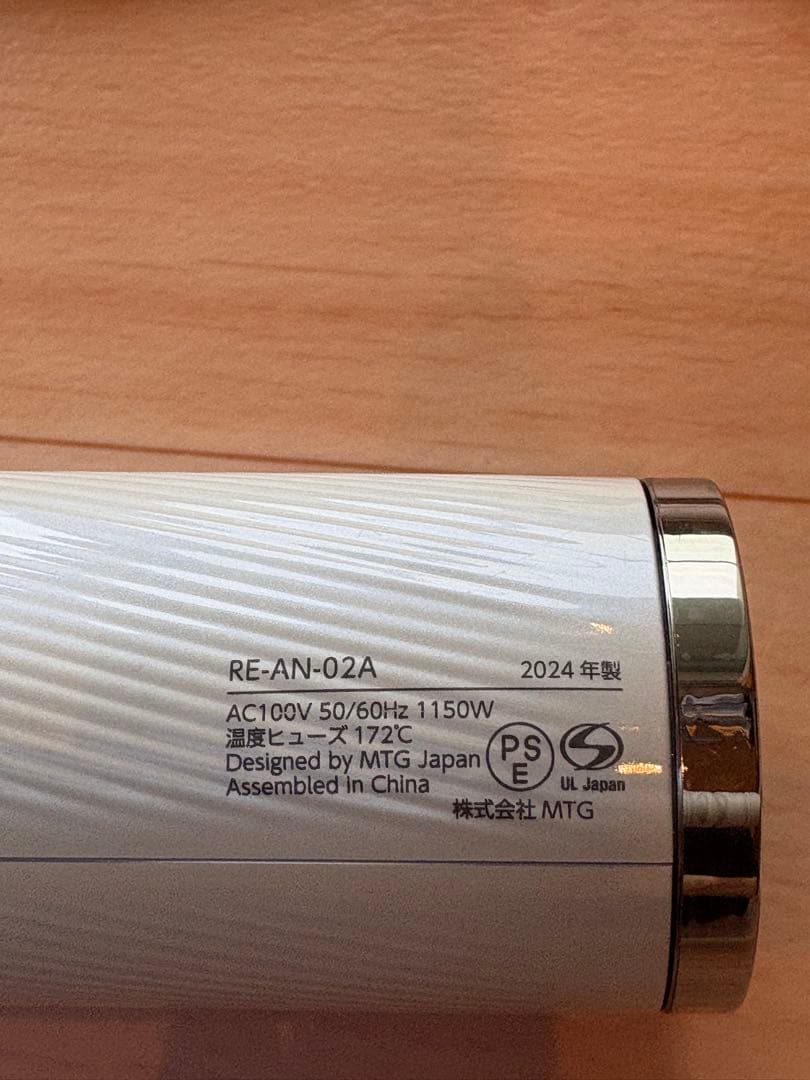 RE-AN-02A 2024年製
AC100V 50/60Hz 1150W
温度ヒューズ 172℃
Designed by MTG Japan
Assembled in China
PS
E
UL Japan
株式会社 MTG